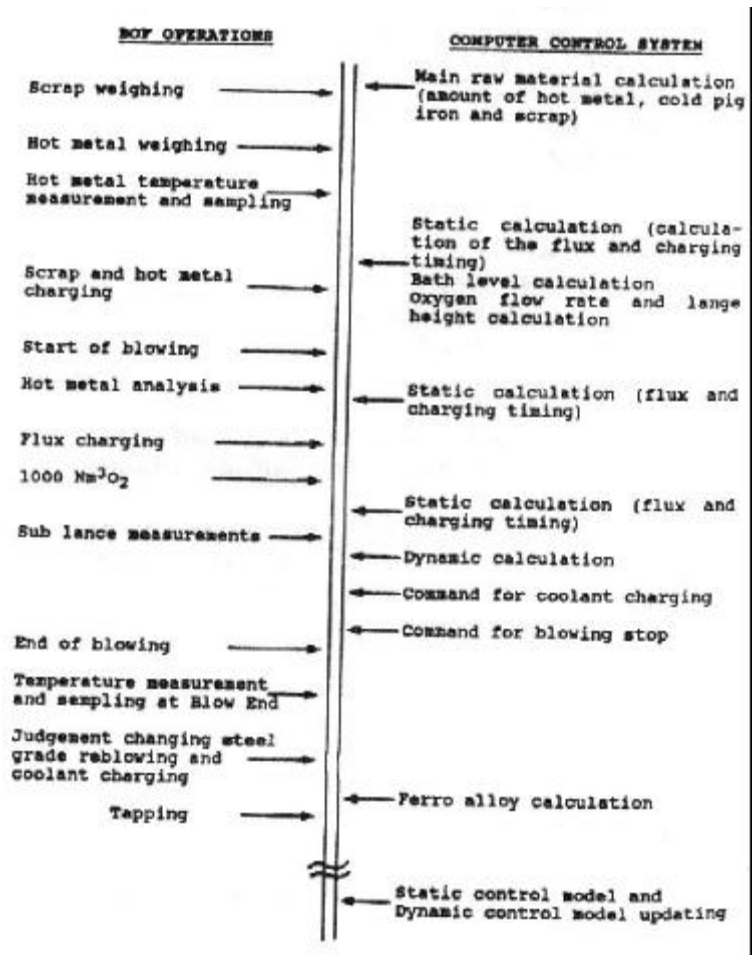 BOF OPERATIONS
Scrap weighing
Hot metal weighing
Hot metal temperature
measurement and sampling
Scrap and hot metal
charging
Start of blowing
Hot metal analysis
Flux charging
1000 Nm³O₂
Sub lance measurements
End of blowing
Temperature measurement
and sampling at Blow End
Judgement changing steel
grade reblowing and
coolant charging
Tapping
COMPUTER CONTROL SYSTEM
Main raw material calculation
(amount of hot metal, cold pig
iron and scrap)
Static calculation (calcula-
tion of the flux and charging
timing)
Bath level calculation
Oxygen flow rate and lange
height calculation
Static calculation (flux and
charging timing)
Static calculation (flux and
charging timing)
Dynamic calculation
Command for coolant charging
Command for blowing stop
Ferro alloy calculation
Static control model and
Dynamic control model updating